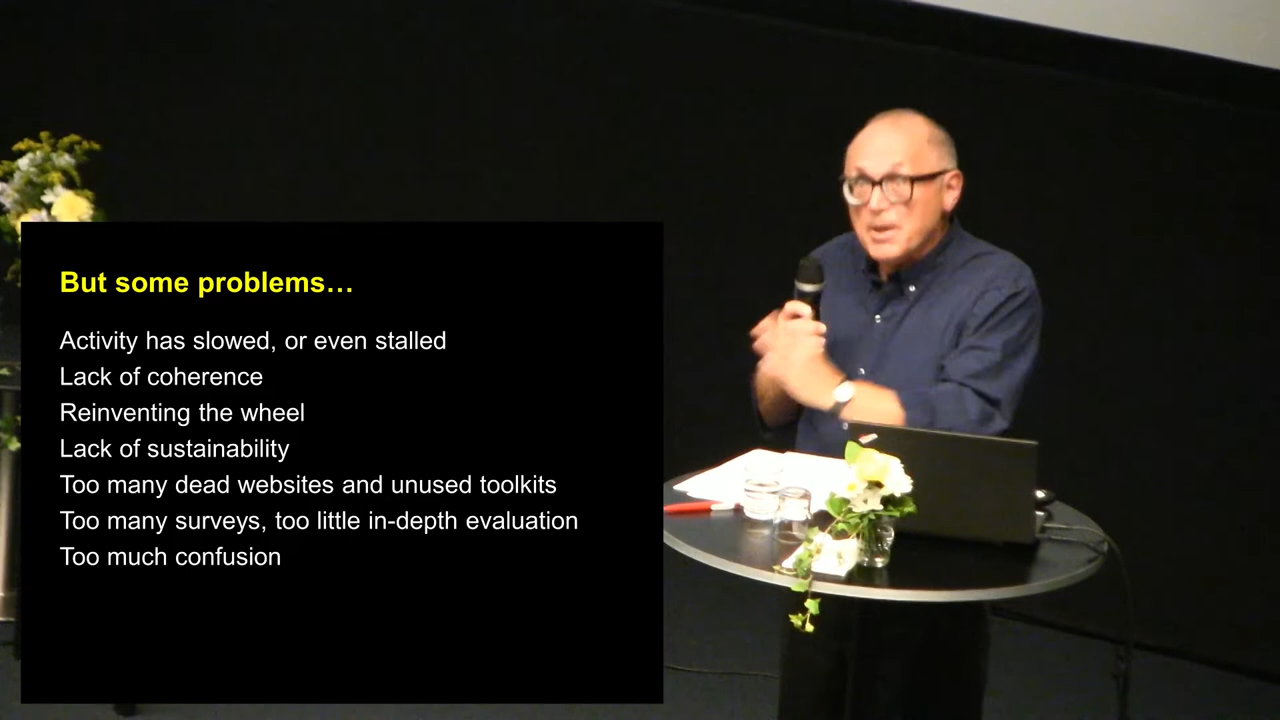 But some problems…
Activity has slowed, or even stalled
Lack of coherence
Reinventing the wheel
Lack of sustainability
Too many dead websites and unused toolkits
Too many surveys, too little in-depth evaluation
Too much confusion